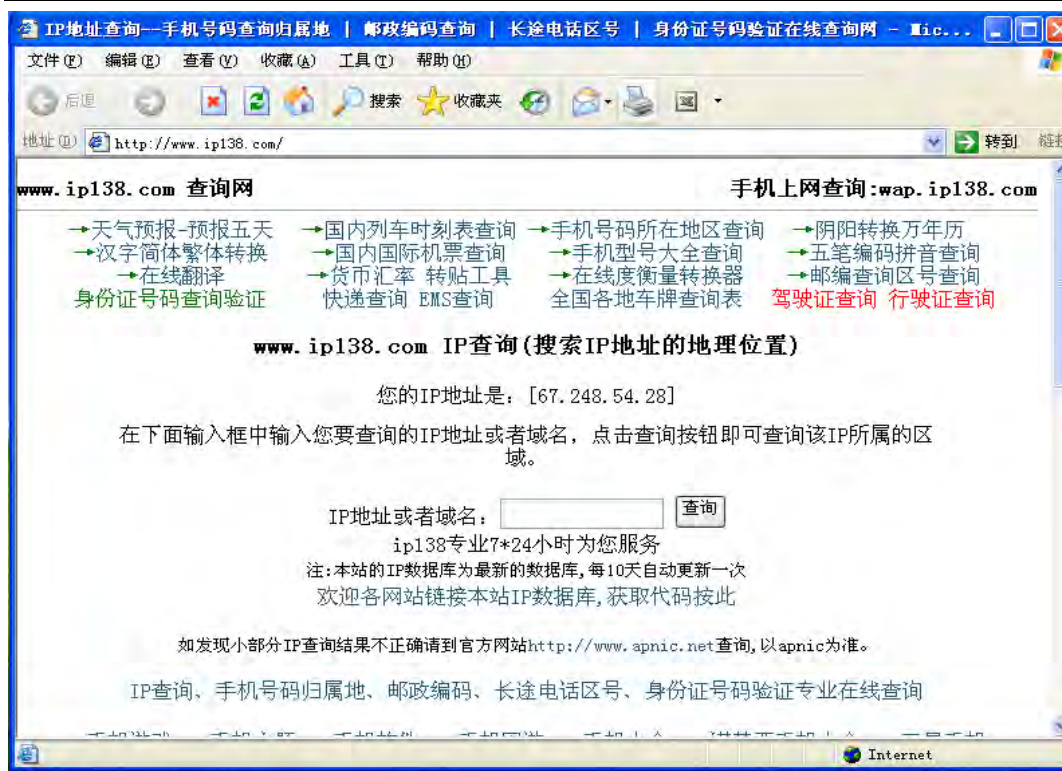 IP地址查询--手机号码查询归属地 | 邮政编码查询 | 长途电话区号 | 身份证号码验证在线查询网 - Mic...
文件(F) 编辑(E) 查看(V) 收藏(A) 工具(T) 帮助(H)
后退 搜索 收藏夹
地址(D) http://www.ip138.com/ 转到 链接
www.ip138.com 查询网 手机上网查询:wap.ip138.com
→天气预报-预报五天 →国内列车时刻表查询 →手机号码所在地区查询 →阴阳转换万年历
→汉字简体繁体转换 →国内国际机票查询 →手机型号大全查询 →五笔编码拼音查询
→在线翻译 →货币汇率 转贴工具 →在线度衡量转换器 →邮编查询区号查询
身份证号码查询验证 快递查询 EMS查询 全国各地车牌查询表 驾驶证查询 行驶证查询
www.ip138.com IP查询(搜索IP地址的地理位置)
您的IP地址是：[67.248.54.28]
在下面输入框中输入您要查询的IP地址或者域名，点击查询按钮即可查询该IP所属的区
域。
IP地址或者域名： 查询
ip138专业7*24小时为您服务
注:本站的IP数据库为最新的数据库,每10天自动更新一次
欢迎各网站链接本站IP数据库,获取代码按此
如发现小部分IP查询结果不正确请到官方网站http://www.apnic.net查询,以apnic为准。
IP查询、手机号码归属地、邮政编码、长途电话区号、身份证号码验证专业在线查询
Internet